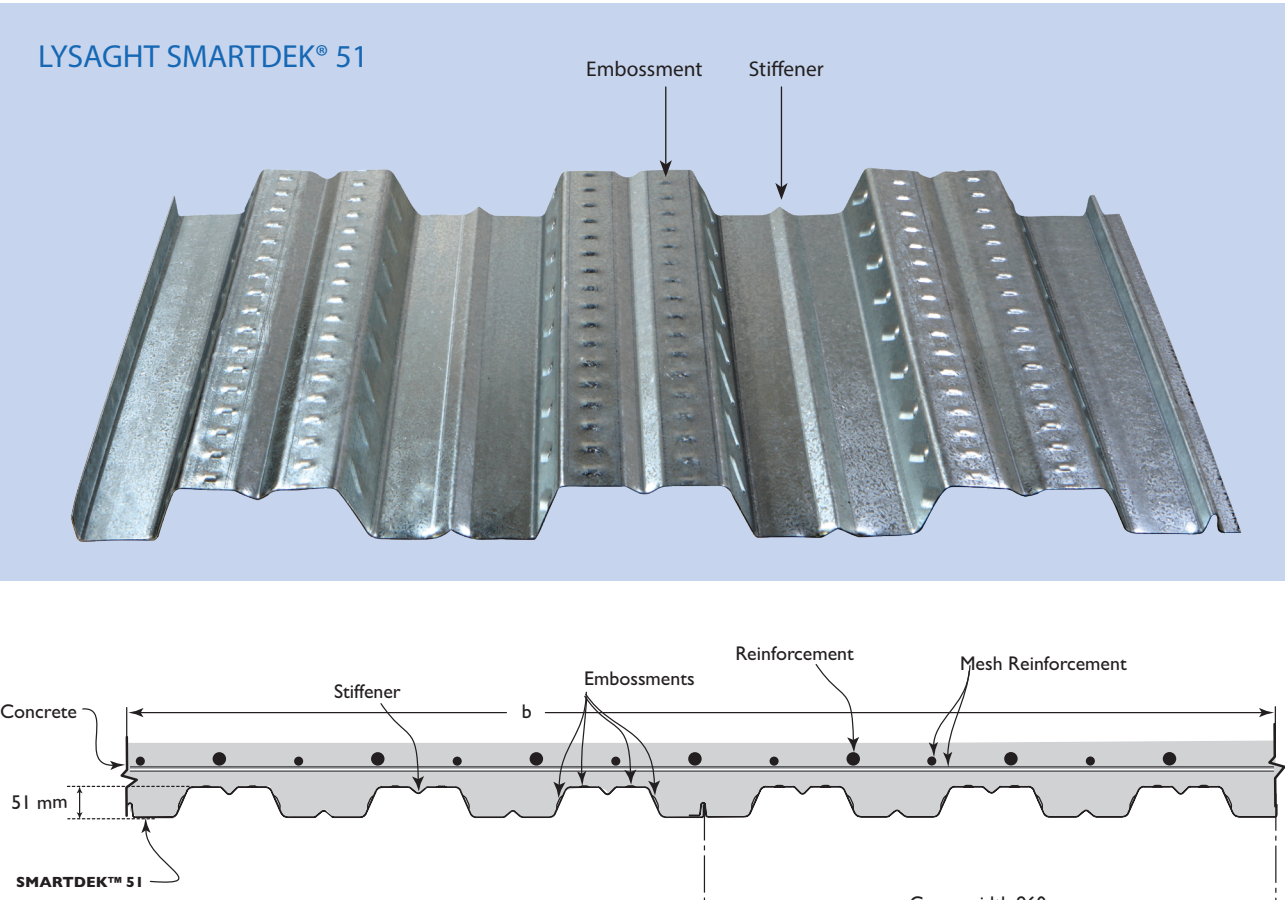 LYSAGHT SMARTDEK® 51
Embossment
Stiffener
Reinforcement
Mesh Reinforcement
Embossments
Stiffener
Concrete
b
51 mm
SMARTDEK™ 51